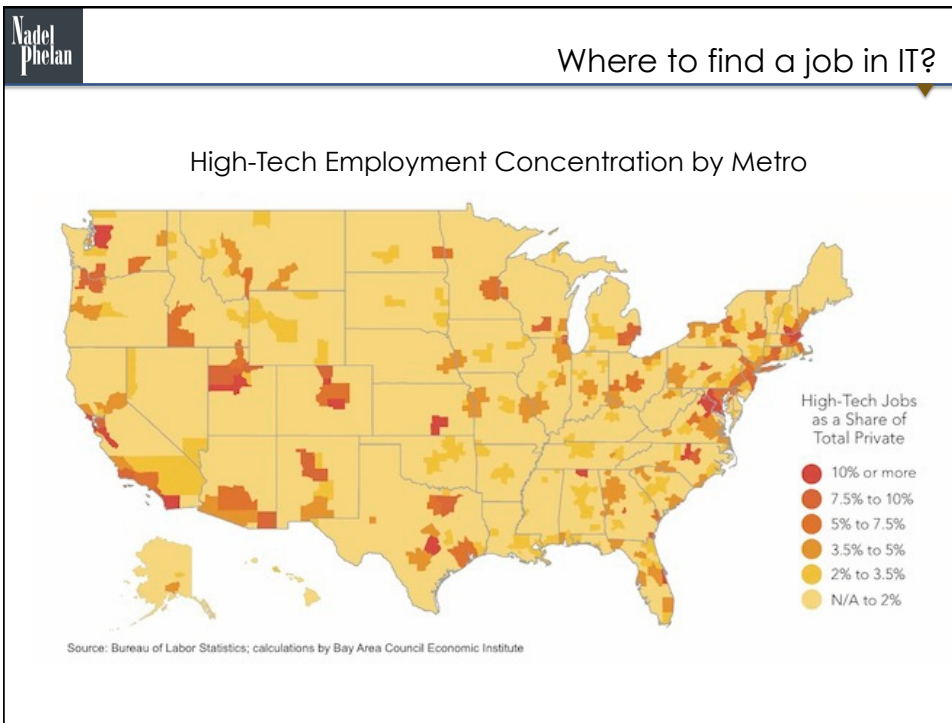 Nadel
Phelan
Where to find a job in IT?
High-Tech Employment Concentration by Metro
High-Tech Jobs
as a Share of
Total Private
10% or more
7.5% to 10%
5% to 7.5%
3.5% to 5%
2% to 3.5%
N/A to 2%
Source: Bureau of Labor Statistics; calculations by Bay Area Council Economic Institute